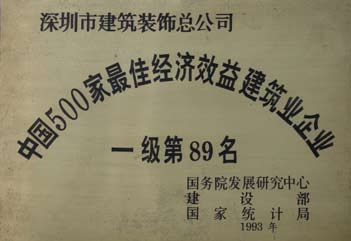 深圳市建筑装饰总公司
中国500家最佳经济效益建筑业企业
一级第89名
国务院发展研究中心
建设部
国家统计局
1993年